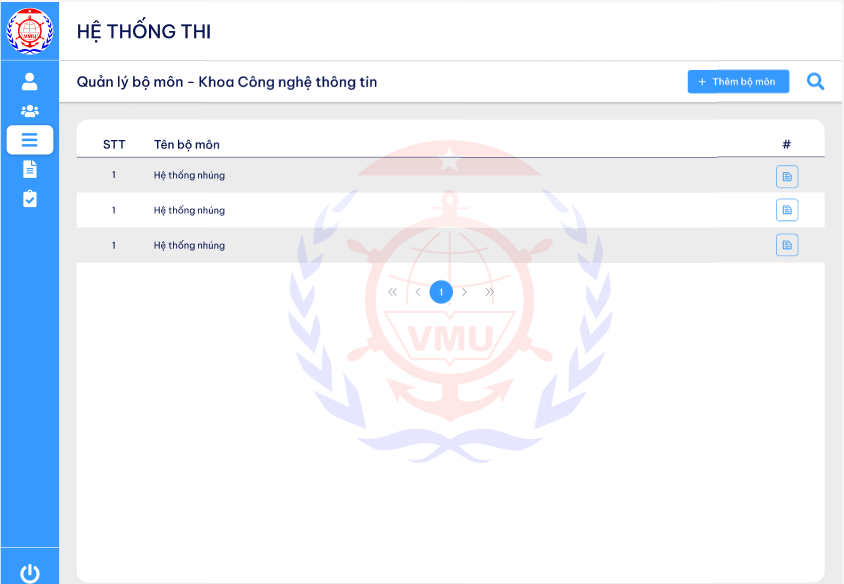 VMU
HỆ THỐNG THI
Quản lý bộ môn - Khoa Công nghệ thông tin
+ Thêm bộ môn
STT Tên bộ môn #
1 Hệ thống nhúng
1 Hệ thống nhúng
1 Hệ thống nhúng
1
VMU